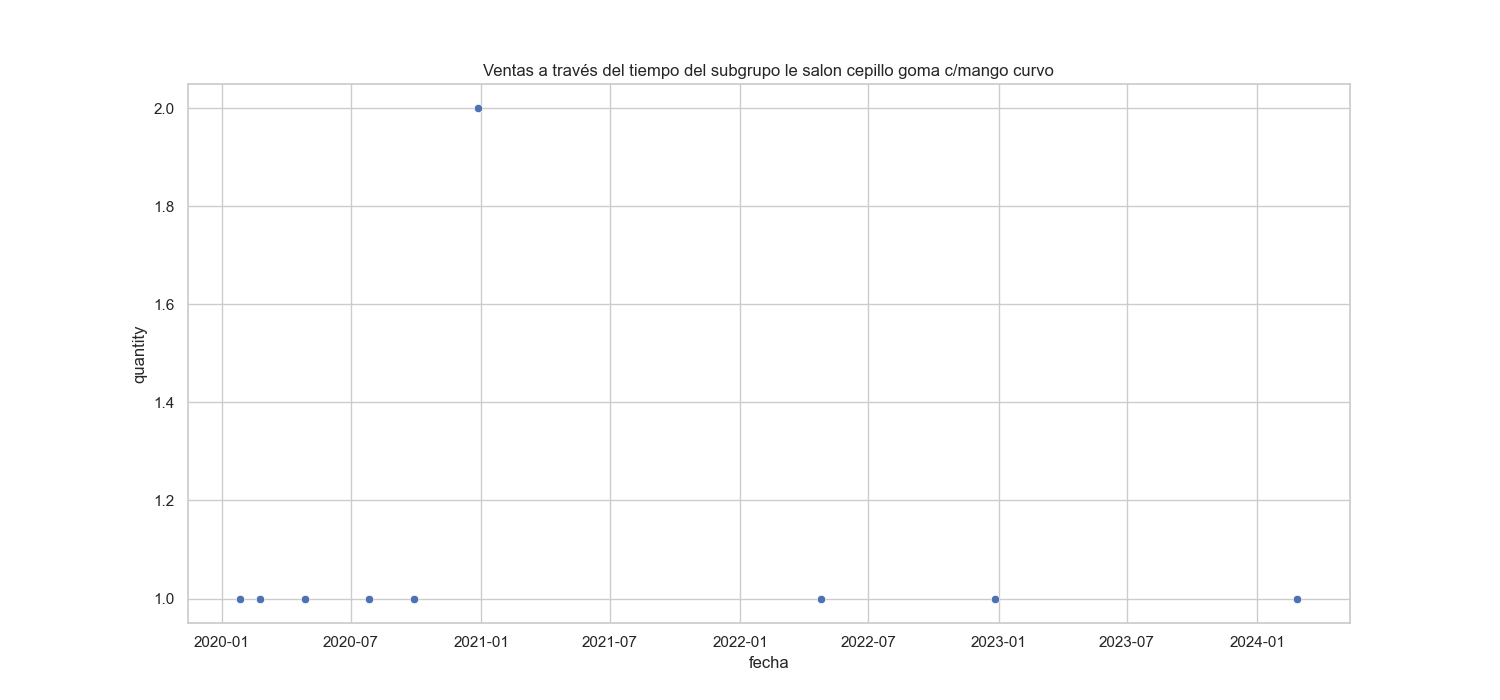 Ventas a través del tiempo del subgrupo le salon cepillo goma c/mango curvo
2.0
1.8
1.6
1.4
1.2
1.0
quantity
2020-01 2020-07 2021-01 2021-07 2022-01 2022-07 2023-01 2023-07 2024-01
fecha